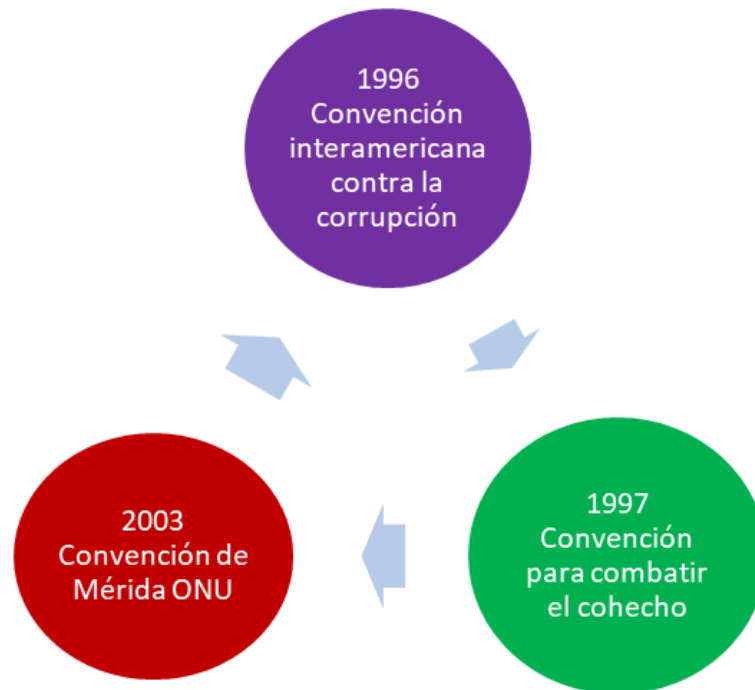 1996
Convención
interamericana
contra la
corrupción
1997
Convención
para combatir
el cohecho
2003
Convención de
Mérida ONU